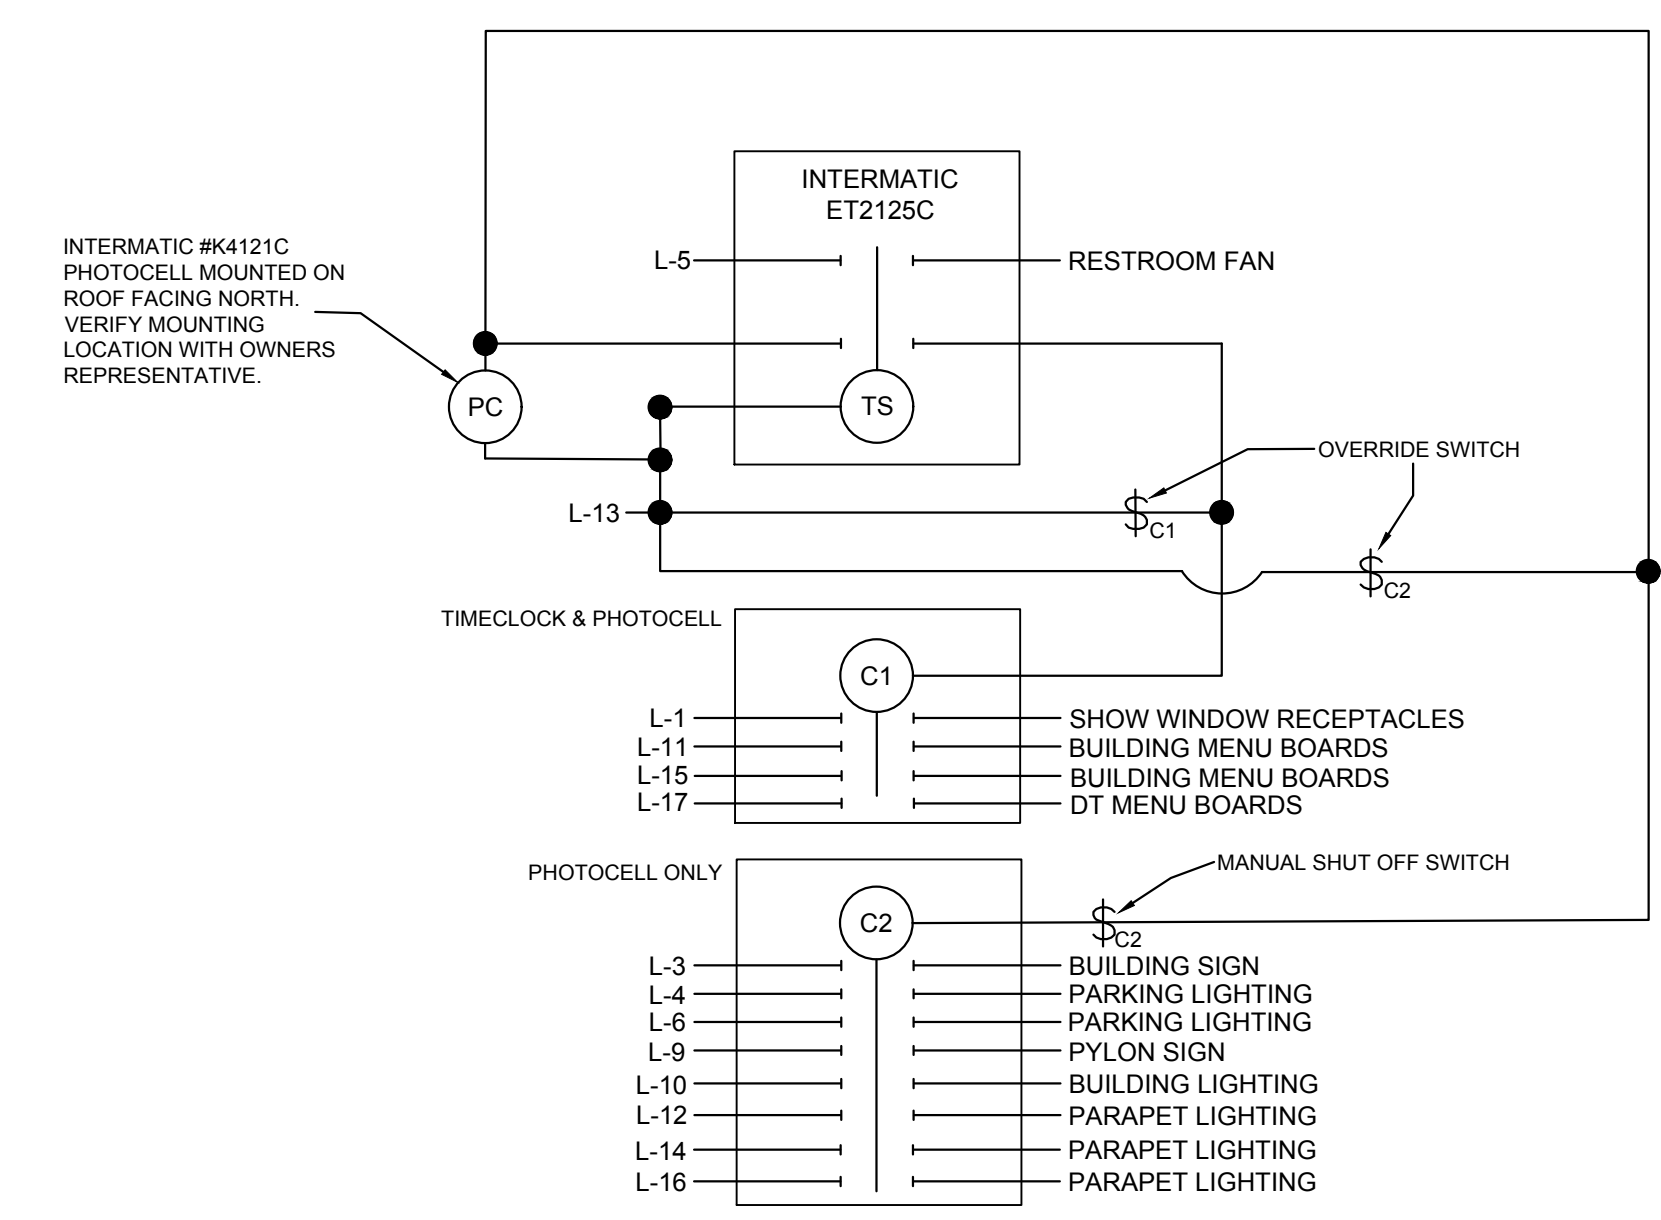 INTERMATIC
ET2125C
INTERMATIC #K4121C
PHOTOCELL MOUNTED ON
ROOF FACING NORTH.
VERIFY MOUNTING
LOCATION WITH OWNERS
REPRESENTATIVE.
L-5
RESTROOM FAN
PC
TS
OVERRIDE SWITCH
L-13
$C1
$C2
TIMECLOCK & PHOTOCELL
C1
L-1 SHOW WINDOW RECEPTACLES
L-11 BUILDING MENU BOARDS
L-15 BUILDING MENU BOARDS
L-17 DT MENU BOARDS
PHOTOCELL ONLY
MANUAL SHUT OFF SWITCH
C2
$C2
L-3 BUILDING SIGN
L-4 PARKING LIGHTING
L-6 PARKING LIGHTING
L-9 PYLON SIGN
L-10 BUILDING LIGHTING
L-12 PARAPET LIGHTING
L-14 PARAPET LIGHTING
L-16 PARAPET LIGHTING